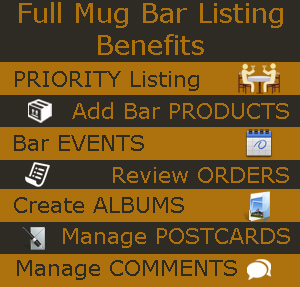 Full Mug Bar Listing
Benefits
PRIORITY Listing
Add Bar PRODUCTS
Bar EVENTS
Review ORDERS
Create ALBUMS
Manage POSTCARDS
Manage COMMENTS